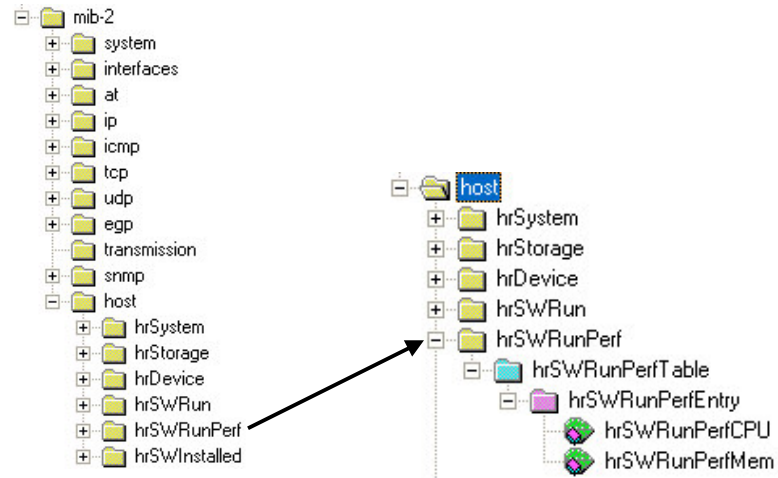 mib-2
system
interfaces
at
ip
icmp
tcp
udp
egp
transmission
snmp
host
hrSystem
hrStorage
hrDevice
hrSWRun
hrSWRunPerf
hrSWInstalled
host
hrSystem
hrStorage
hrDevice
hrSWRun
hrSWRunPerf
hrSWRunPerfTable
hrSWRunPerfEntry
hrSWRunPerfCPU
hrSWRunPerfMem